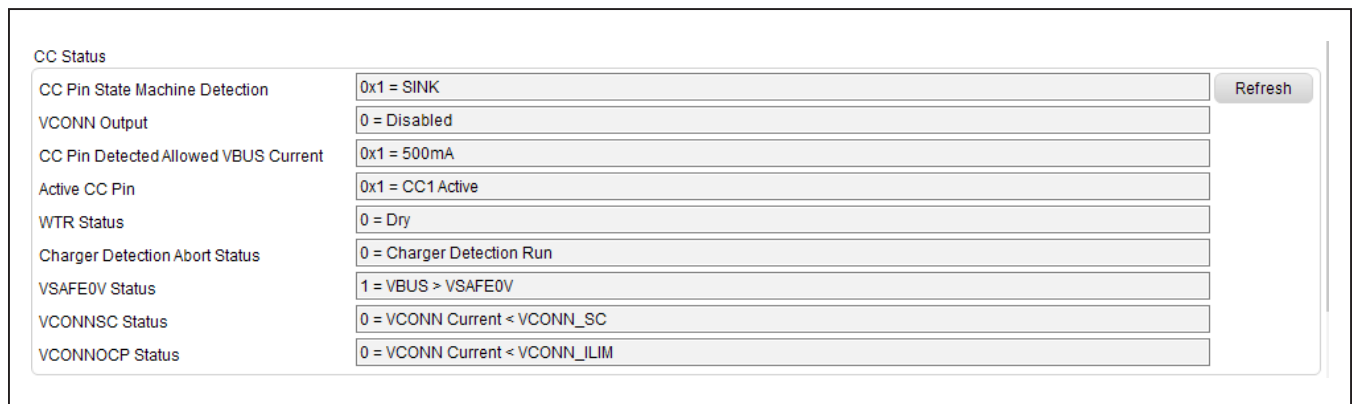 CC Status
CC Pin State Machine Detection 0x1 = SINK Refresh
VCONN Output 0 = Disabled
CC Pin Detected Allowed VBUS Current 0x1 = 500mA
Active CC Pin 0x1 = CC1 Active
WTR Status 0 = Dry
Charger Detection Abort Status 0 = Charger Detection Run
VSAFE0V Status 1 = VBUS > VSAFE0V
VCONNSC Status 0 = VCONN Current < VCONN_SC
VCONNOCP Status 0 = VCONN Current < VCONN_ILIM